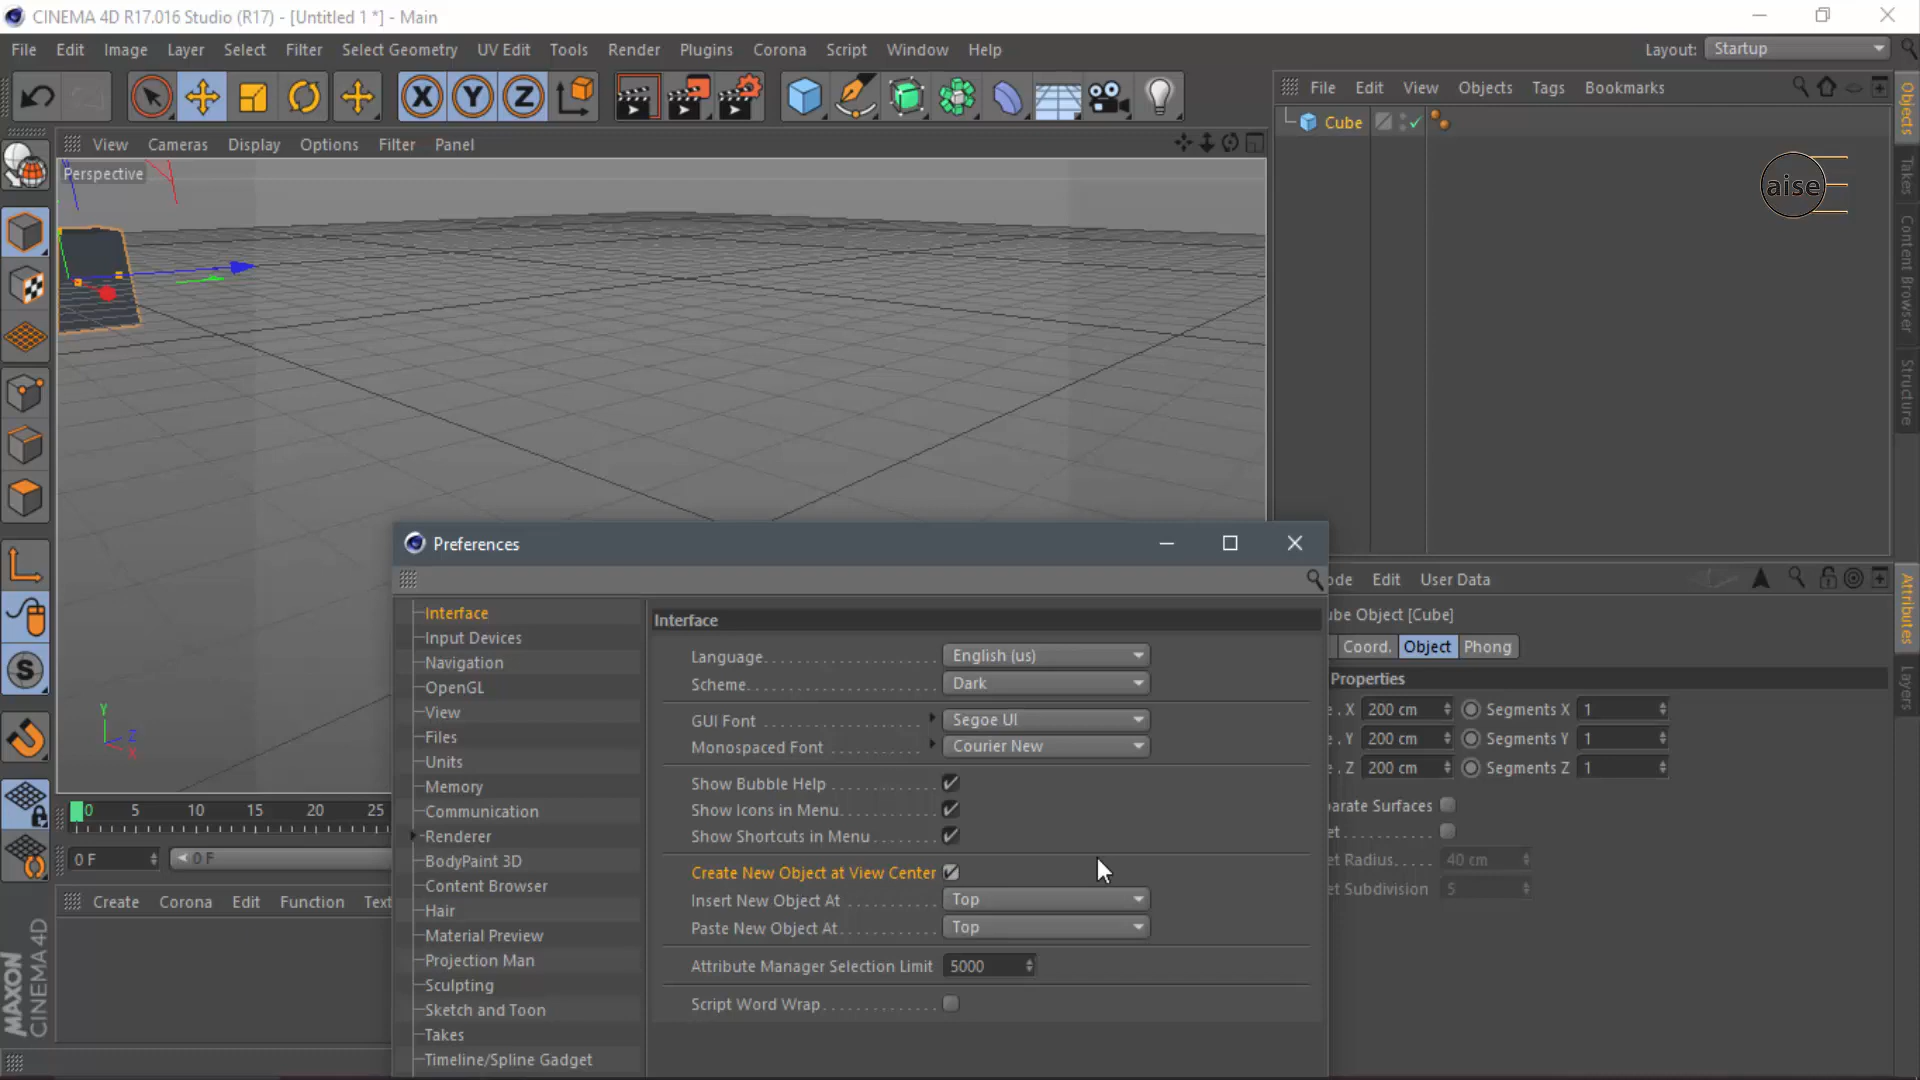 CINEMA 4D R17.016 Studio (R17) - [Untitled 1 *] - Main
File Edit Image Layer Select Filter Select Geometry UV Edit Tools Render Plugins Corona Script Window Help
Layout: Startup
X Y Z
File Edit View Objects Tags Bookmarks
Cube
aise
Objects
Takes
Content Browser
Structure
View Cameras Display Options Filter Panel
Perspective
Y
Z
X
S
0 5 10 15 20 25
0 F
0 F
Create Corona Edit Function Text
MAXON
CINEMA 4D
Preferences
Interface
Input Devices
Navigation
OpenGL
View
Files
Units
Memory
Communication
Renderer
BodyPaint 3D
Content Browser
Hair
Material Preview
Projection Man
Sculpting
Sketch and Toon
Takes
Timeline/Spline Gadget
Interface
Language English (us)
Scheme Dark
GUI Font Segoe UI
Monospaced Font Courier New
Show Bubble Help
Show Icons in Menu
Show Shortcuts in Menu
Create New Object at View Center
Insert New Object At Top
Paste New Object At Top
Attribute Manager Selection Limit 5000
Script Word Wrap
ode Edit User Data
ube Object [Cube]
Coord. Object Phong
Properties
e . X 200 cm Segments X 1
e . Y 200 cm Segments Y 1
e . Z 200 cm Segments Z 1
arate Surfaces
et
et Radius 40 cm
et Subdivision 5
Attributes
Layers